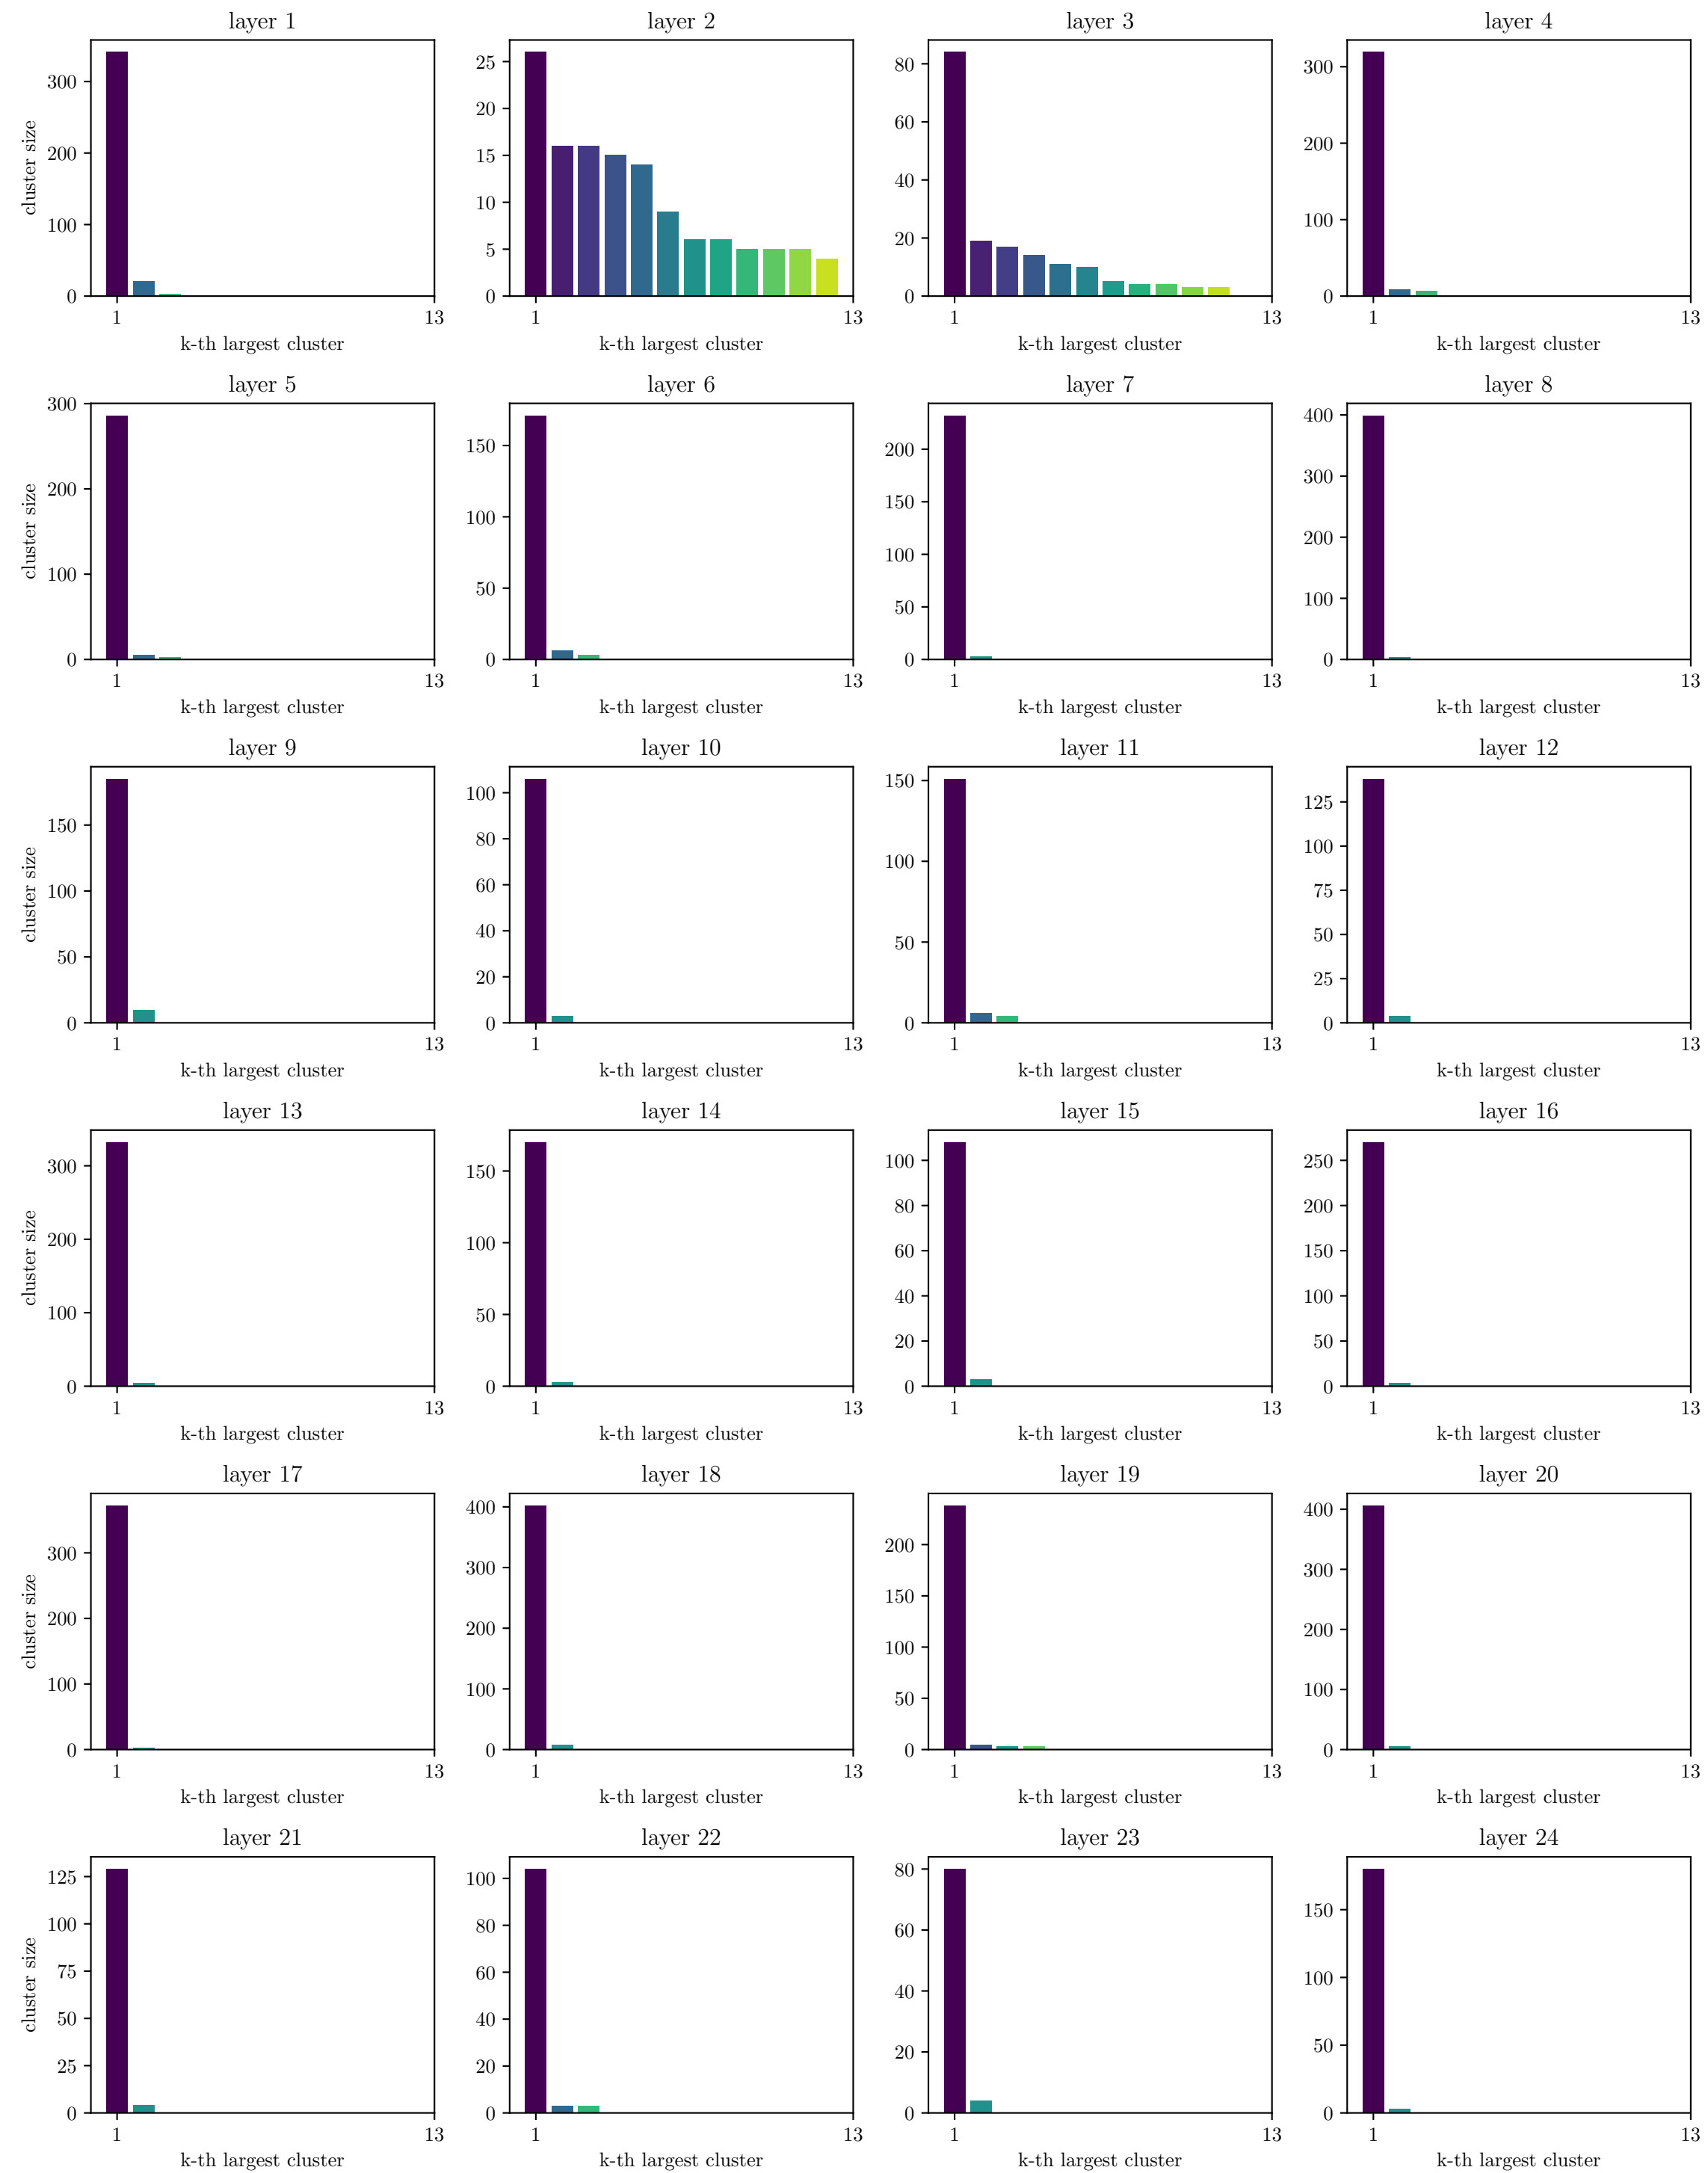 layer 1
layer 2
layer 3
layer 4
cluster size
300
200
100
0
25
20
15
10
5
0
80
60
40
20
0
300
200
100
0
1 13
1 13
1 13
1 13
k-th largest cluster
k-th largest cluster
k-th largest cluster
k-th largest cluster
layer 5
layer 6
layer 7
layer 8
cluster size
300
200
100
0
150
100
50
0
200
150
100
50
0
400
300
200
100
0
1 13
1 13
1 13
1 13
k-th largest cluster
k-th largest cluster
k-th largest cluster
k-th largest cluster
layer 9
layer 10
layer 11
layer 12
cluster size
150
100
50
0
100
80
60
40
20
0
150
100
50
0
125
100
75
50
25
0
1 13
1 13
1 13
1 13
k-th largest cluster
k-th largest cluster
k-th largest cluster
k-th largest cluster
layer 13
layer 14
layer 15
layer 16
cluster size
300
200
100
0
150
100
50
0
100
80
60
40
20
0
250
200
150
100
50
0
1 13
1 13
1 13
1 13
k-th largest cluster
k-th largest cluster
k-th largest cluster
k-th largest cluster
layer 17
layer 18
layer 19
layer 20
cluster size
300
200
100
0
400
300
200
100
0
200
150
100
50
0
400
300
200
100
0
1 13
1 13
1 13
1 13
k-th largest cluster
k-th largest cluster
k-th largest cluster
k-th largest cluster
layer 21
layer 22
layer 23
layer 24
cluster size
125
100
75
50
25
0
100
80
60
40
20
0
80
60
40
20
0
150
100
50
0
1 13
1 13
1 13
1 13
k-th largest cluster
k-th largest cluster
k-th largest cluster
k-th largest cluster